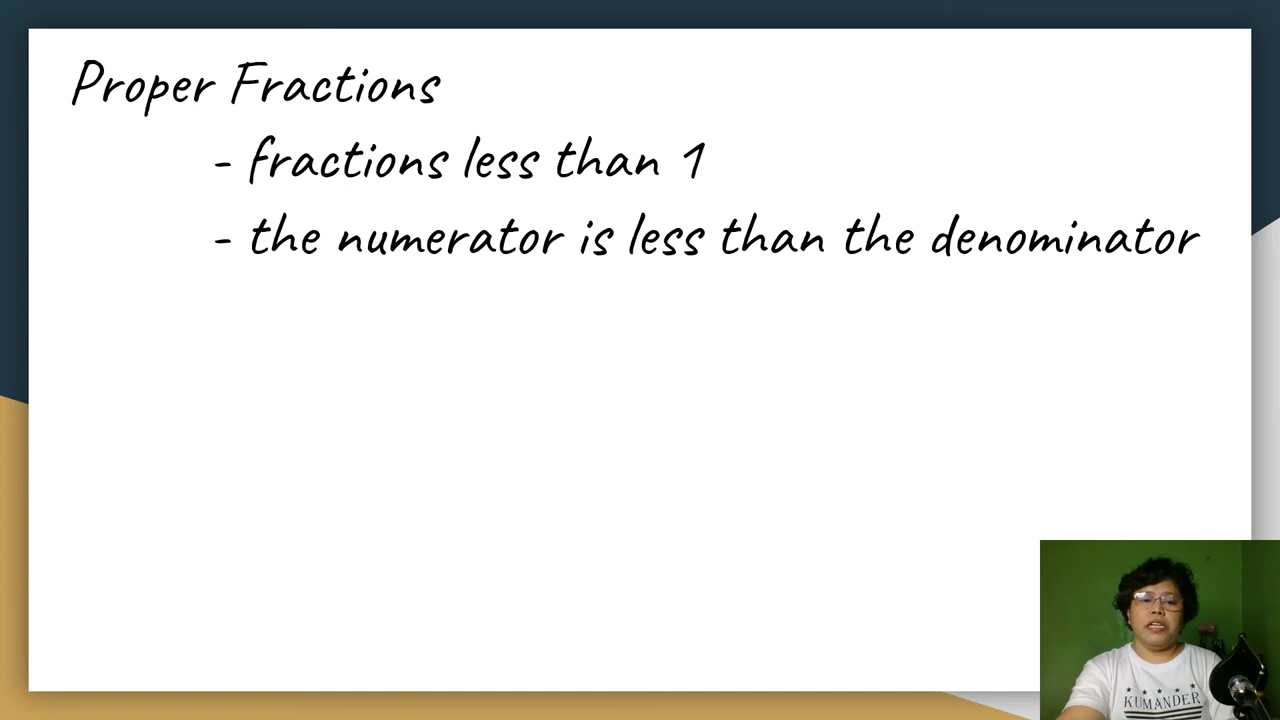 Proper Fractions
- fractions less than 1
- the numerator is less than the denominator
KUMANDER